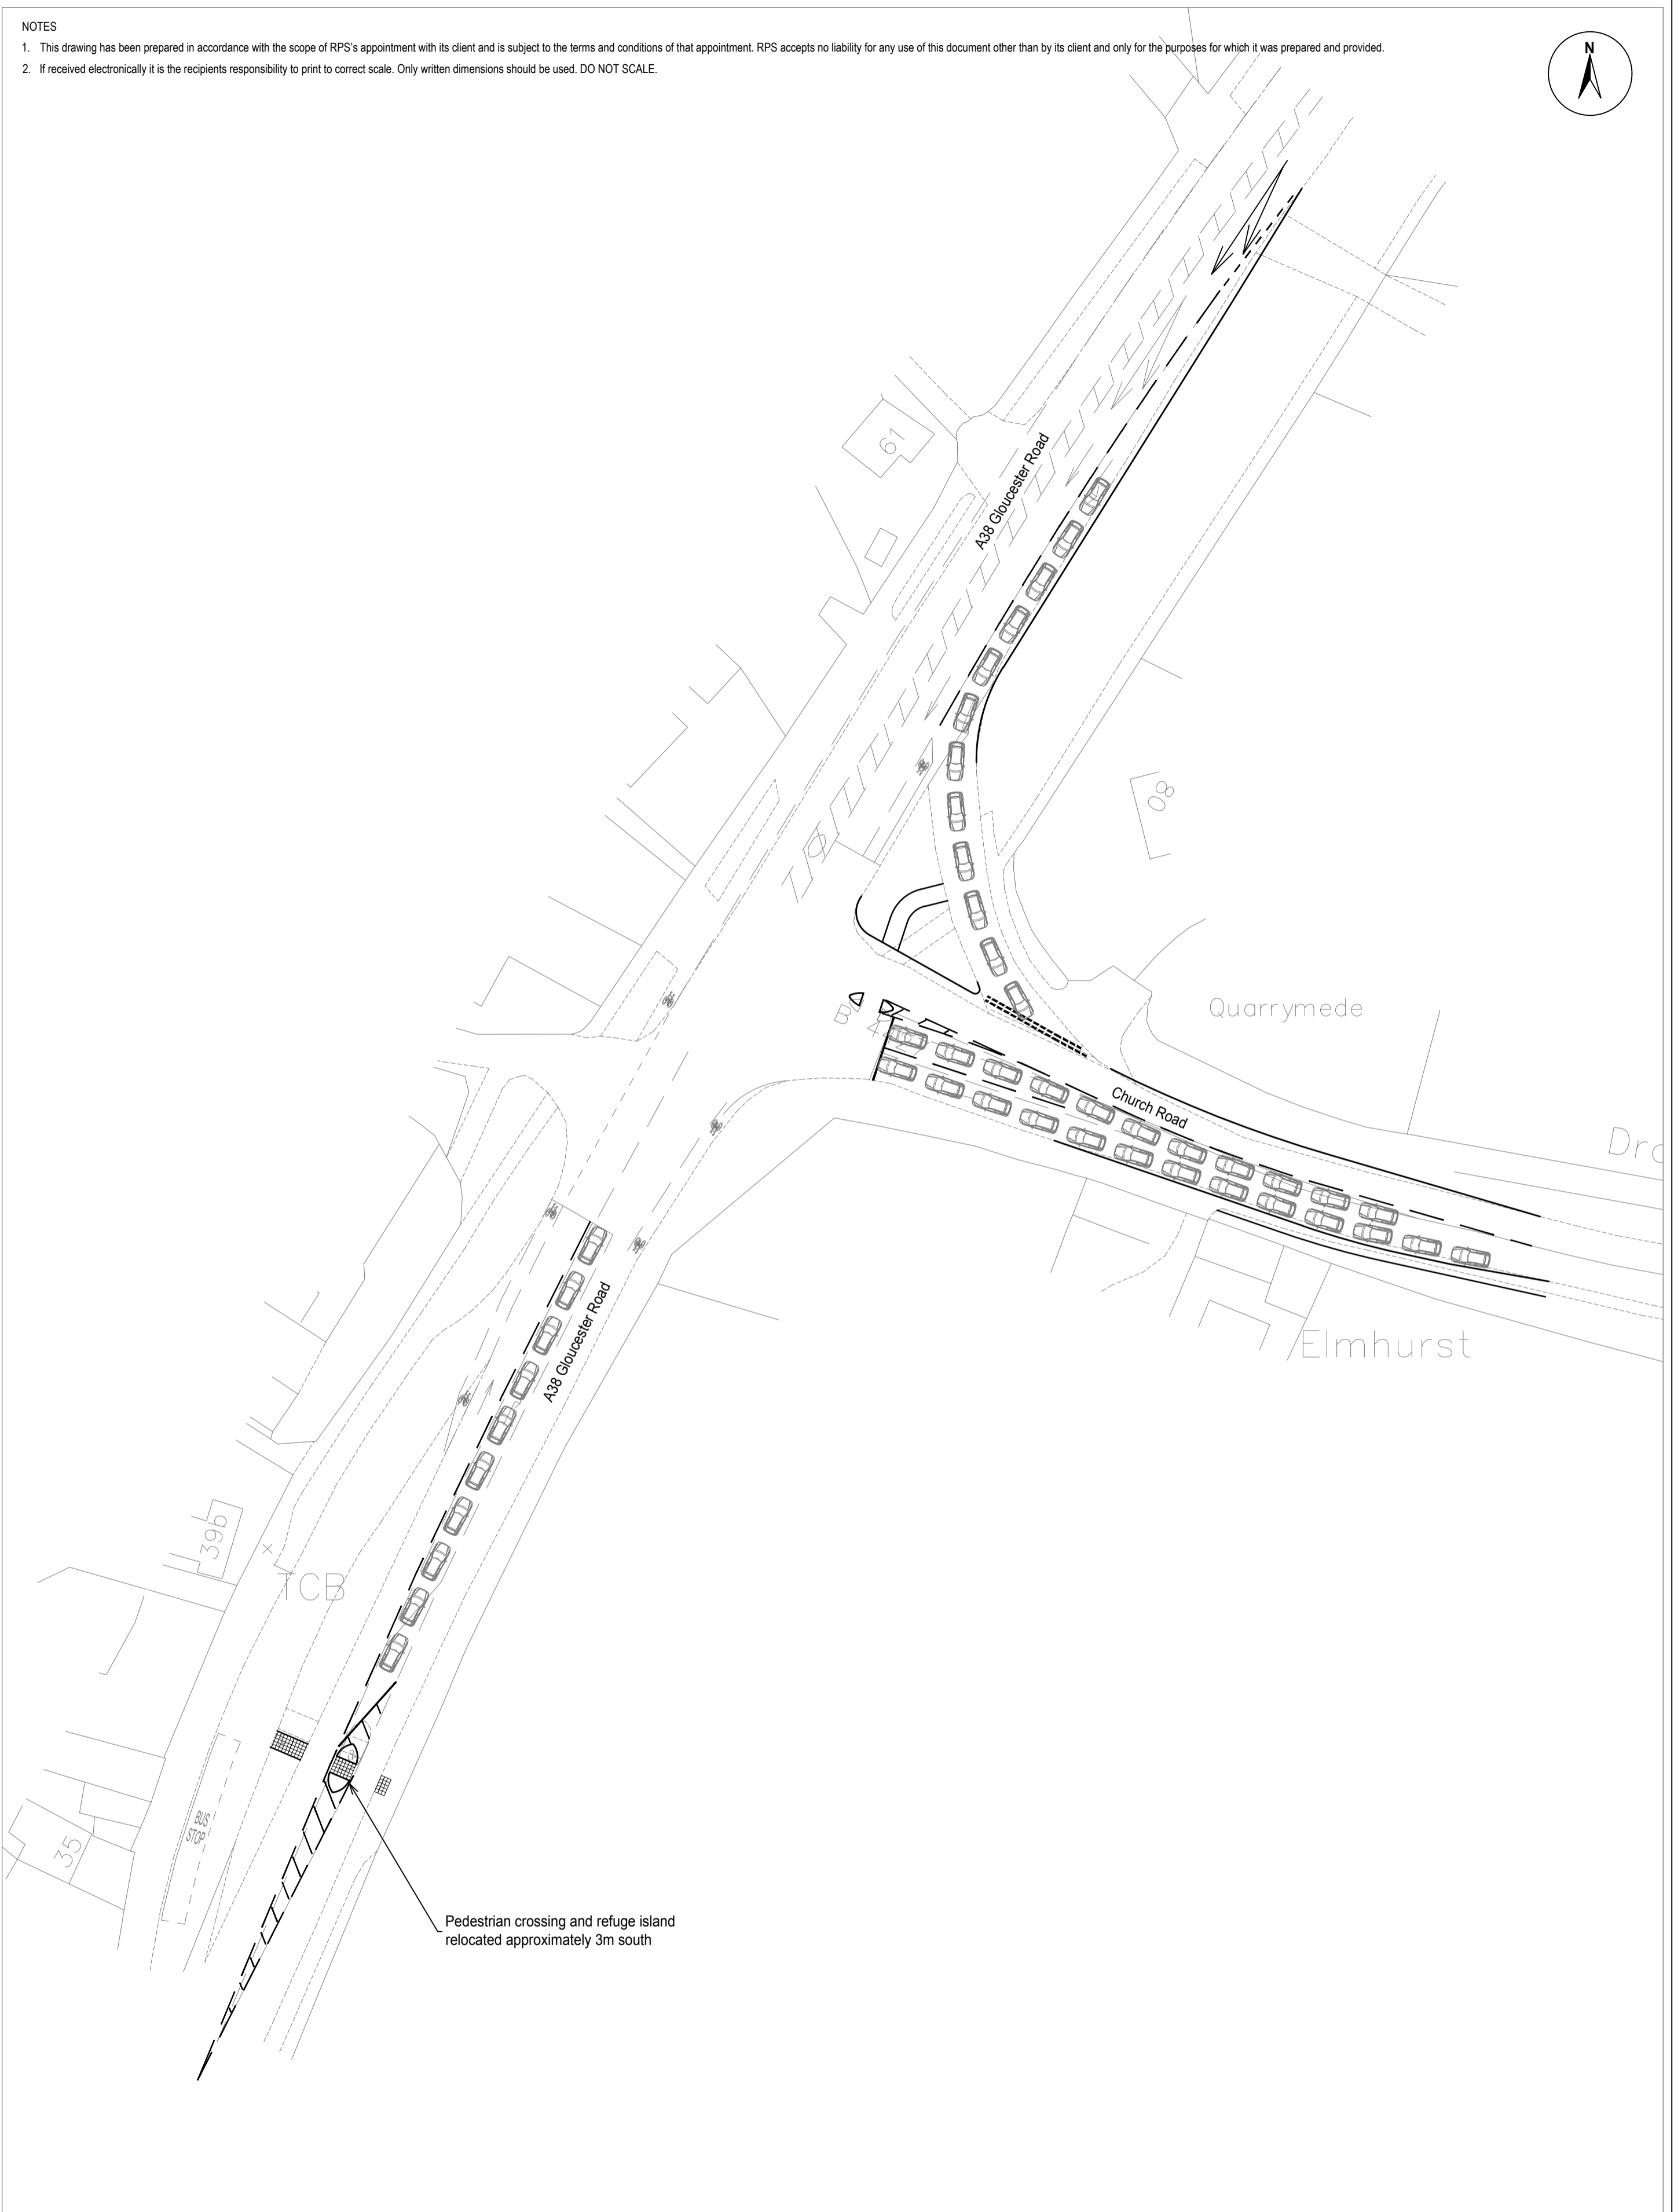 NOTES
1. This drawing has been prepared in accordance with the scope of RPS's appointment with its client and is subject to the terms and conditions of that appointment. RPS accepts no liability for any use of this document other than by its client and only for the purposes for which it was prepared and provided.
2. If received electronically it is the recipients responsibility to print to correct scale. Only written dimensions should be used. DO NOT SCALE.
N
61
A38 Gloucester Road
80
Quarrymede
Church Road
Elmhurst
A38 Gloucester Road
39b
TCB
BUS
STOP
35
Pedestrian crossing and refuge island
relocated approximately 3m south